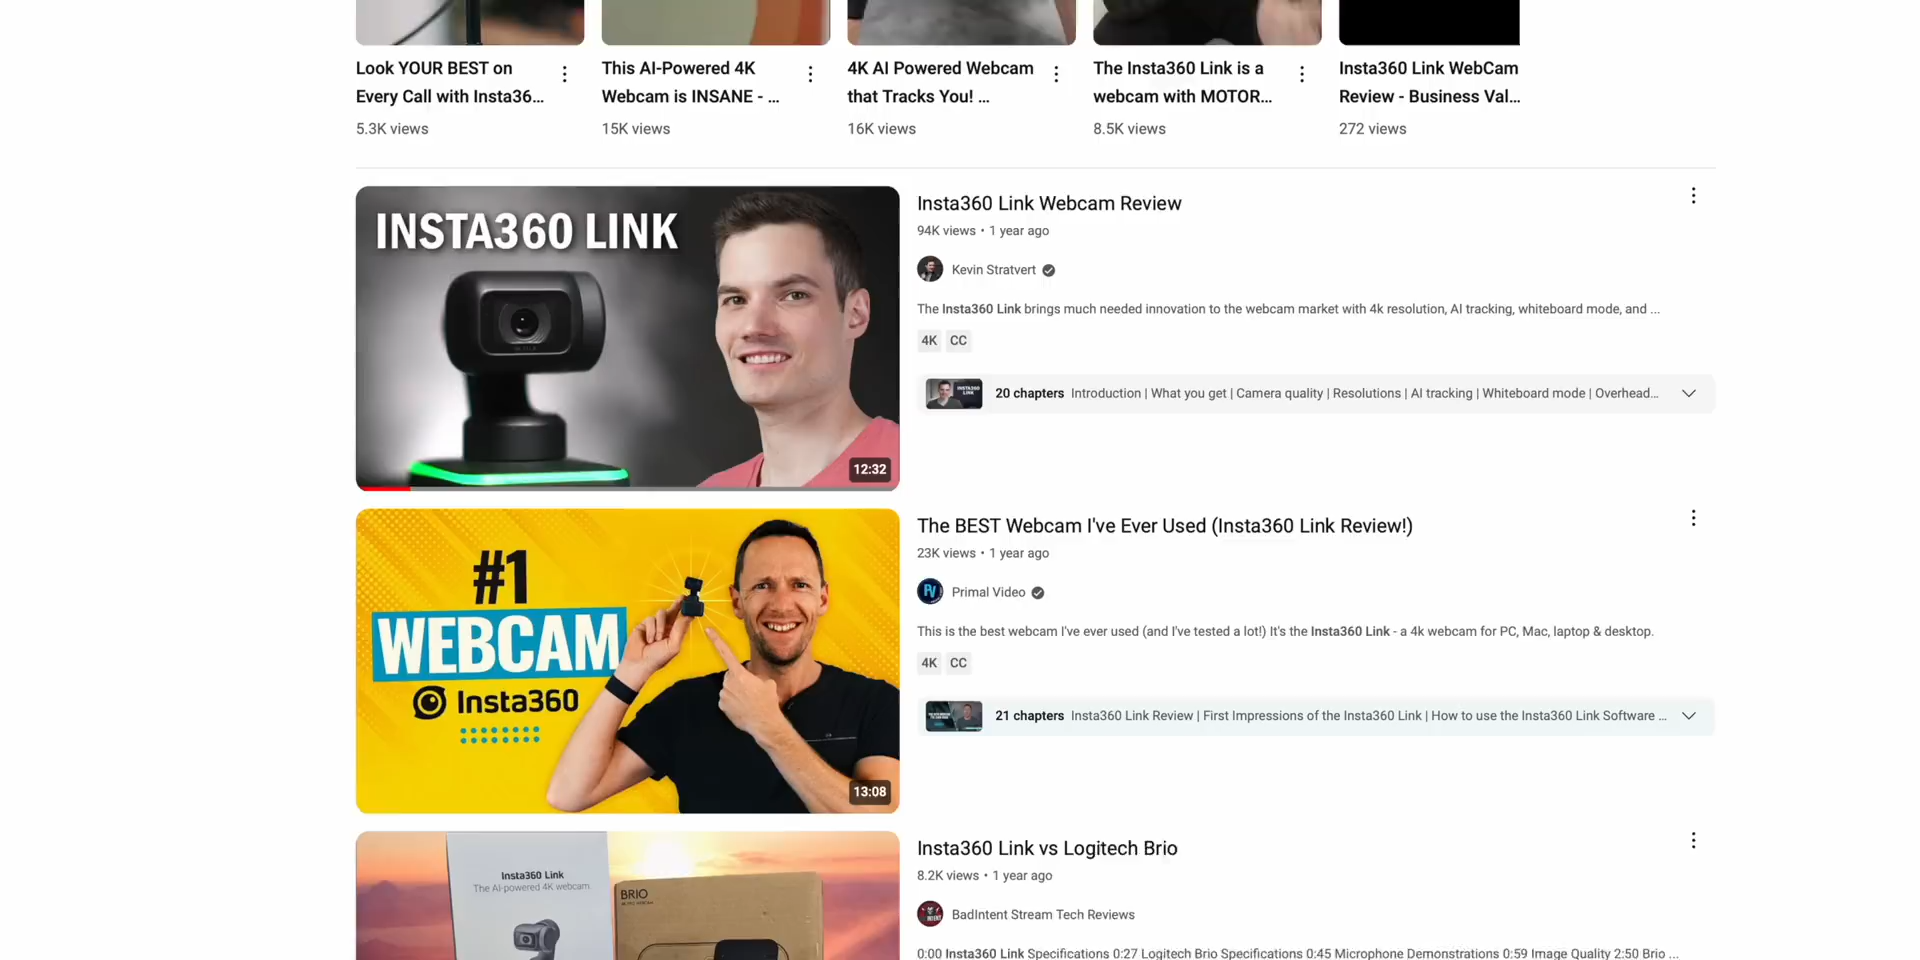 Look YOUR BEST on
Every Call with Insta36...
5.3K views
This AI-Powered 4K
Webcam is INSANE - ...
15K views
4K AI Powered Webcam
that Tracks You! ...
16K views
The Insta360 Link is a
webcam with MOTOR...
8.5K views
Insta360 Link WebCam
Review - Business Val...
272 views
INSTA360 LINK
12:32
Insta360 Link Webcam Review
94K views • 1 year ago
Kevin Stratvert
The Insta360 Link brings much needed innovation to the webcam market with 4k resolution, AI tracking, whiteboard mode, and ...
4K CC
20 chapters Introduction | What you get | Camera quality | Resolutions | AI tracking | Whiteboard mode | Overhead...
#1
WEBCAM
Insta360
13:08
The BEST Webcam I've Ever Used (Insta360 Link Review!)
23K views • 1 year ago
Primal Video
This is the best webcam I've ever used (and I've tested a lot!) It's the Insta360 Link - a 4k webcam for PC, Mac, laptop & desktop.
4K CC
21 chapters Insta360 Link Review | First Impressions of the Insta360 Link | How to use the Insta360 Link Software ...
Insta360 Link
The AI-powered 4K webcam
BRIO
Insta360 Link vs Logitech Brio
8.2K views • 1 year ago
BadIntent Stream Tech Reviews
0:00 Insta360 Link Specifications 0:27 Logitech Brio Specifications 0:45 Microphone Demonstrations 0:59 Image Quality 2:50 Brio ...